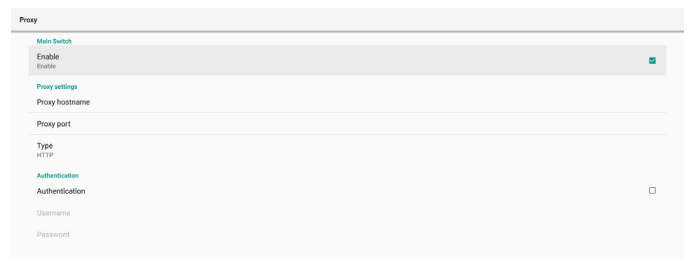 Proxy
Main Switch
Enable
Enable
Proxy settings
Proxy hostname
Proxy port
Type
HTTP
Authentication
Authentication
Username
Password